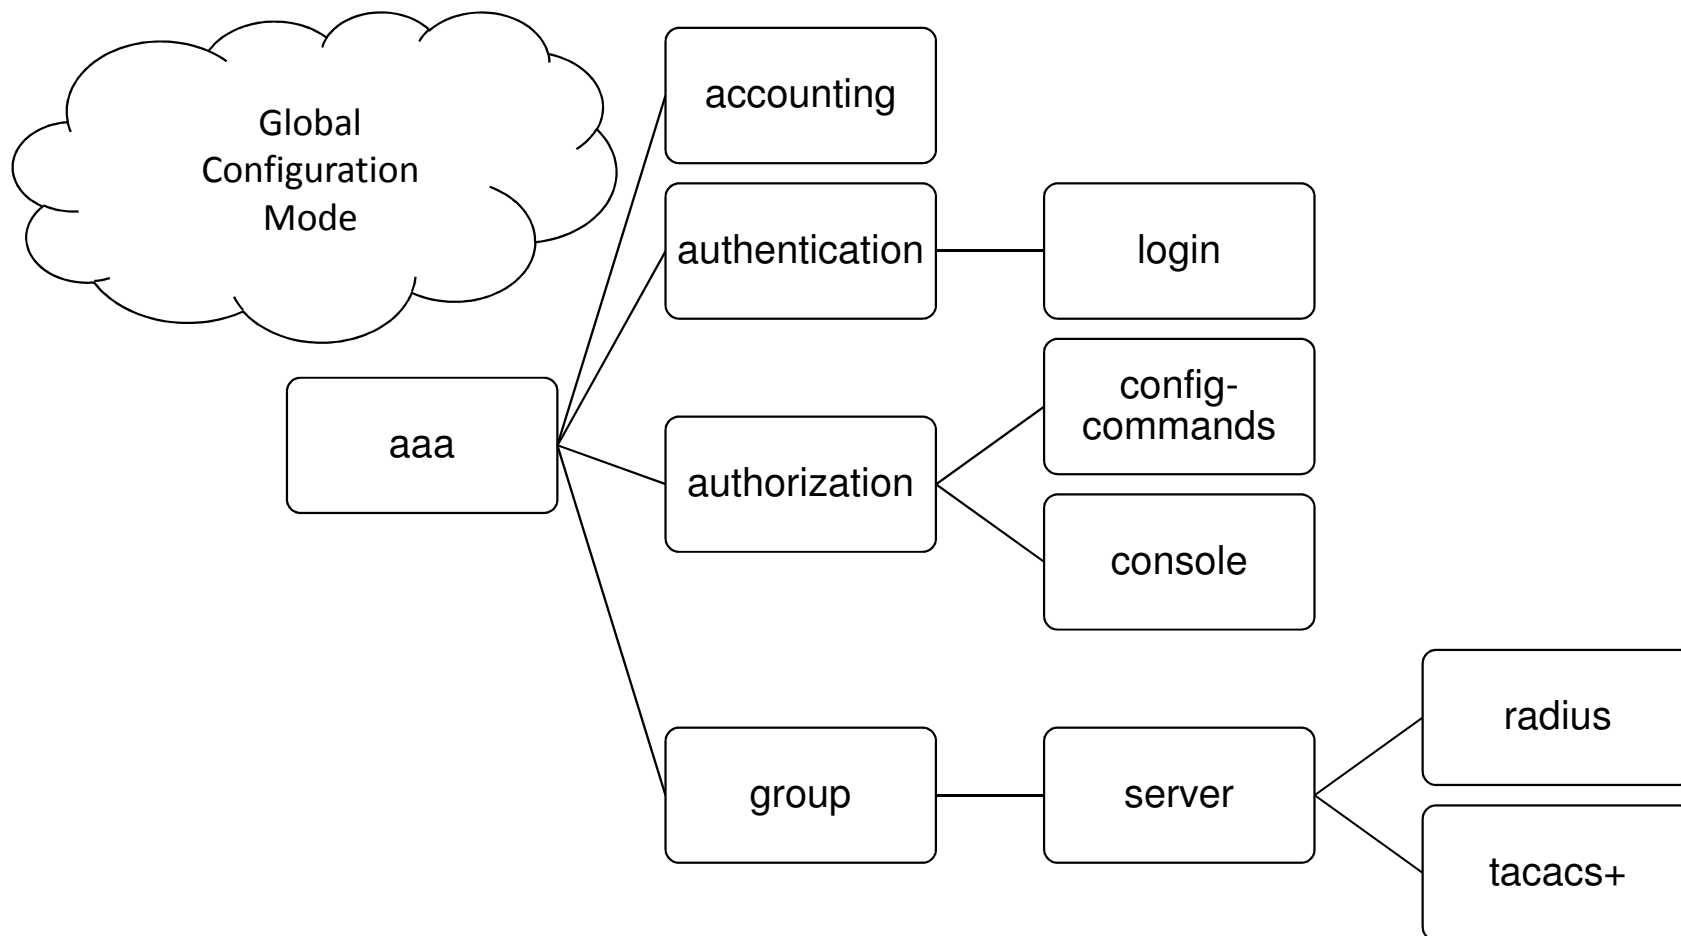 Global
Configuration
Mode
aaa
accounting
authentication
login
authorization
config-
commands
console
group
server
radius
tacacs+